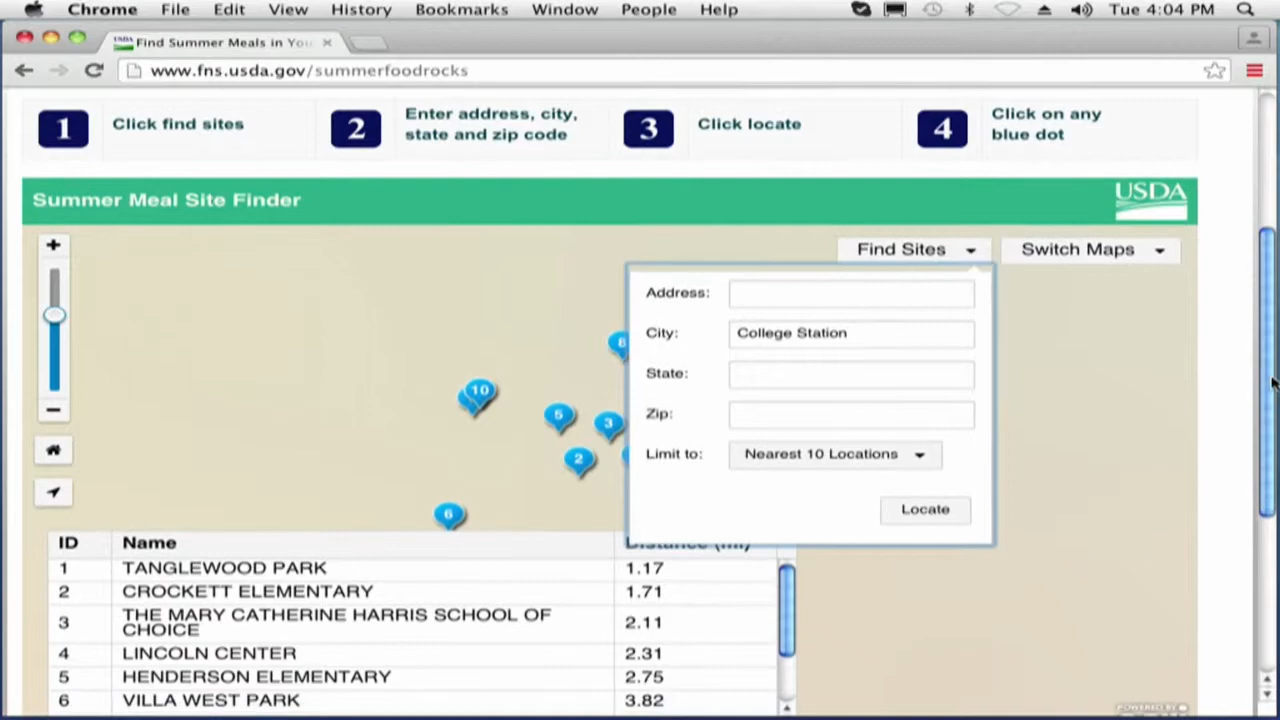 Chrome File Edit View History Bookmarks Window People Help Tue 4:04 PM
Find Summer Meals in You
www.fns.usda.gov/summerfoodrocks
1 Click find sites
2 Enter address, city,
state and zip code
3 Click locate
4 Click on any
blue dot
Summer Meal Site Finder
USDA
Find Sites
Switch Maps
Address:
City: College Station
State:
Zip:
Limit to: Nearest 10 Locations
Locate
8
10
5
3
2
6
ID Name Distance (mi)
1 TANGLEWOOD PARK 1.17
2 CROCKETT ELEMENTARY 1.71
3 THE MARY CATHERINE HARRIS SCHOOL OF
CHOICE 2.11
4 LINCOLN CENTER 2.31
5 HENDERSON ELEMENTARY 2.75
6 VILLA WEST PARK 3.82
POWERED BY